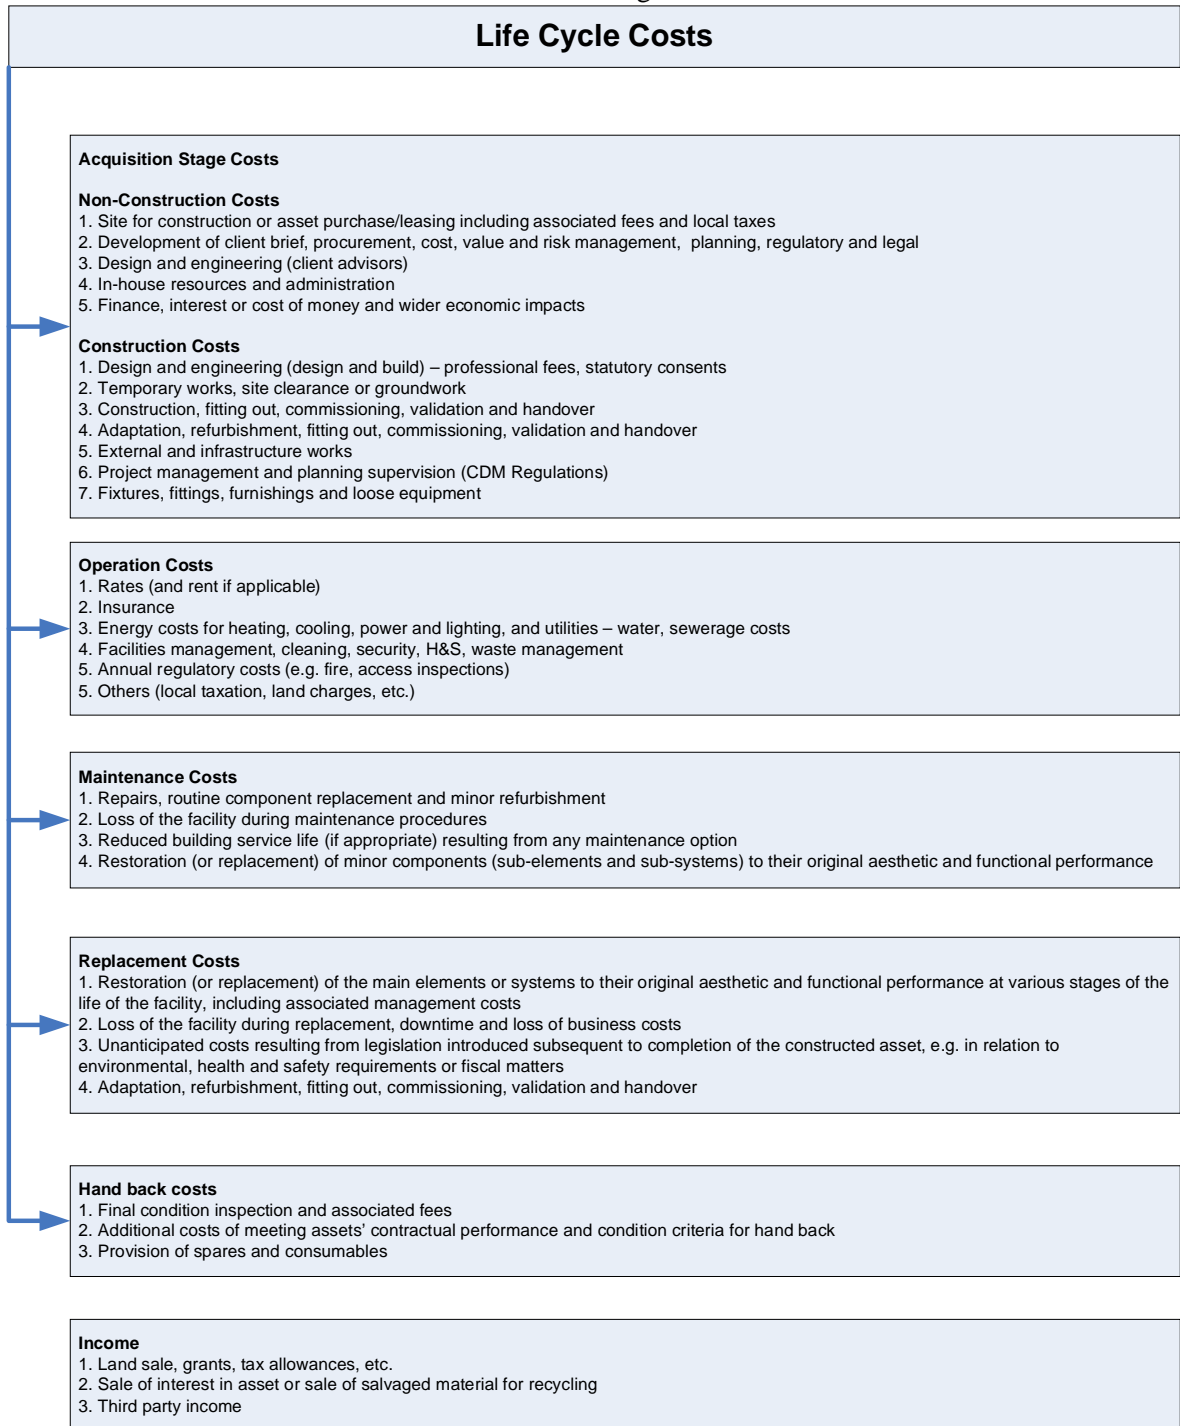 Life Cycle Costs
Acquisition Stage Costs
Non-Construction Costs
1. Site for construction or asset purchase/leasing including associated fees and local taxes
2. Development of client brief, procurement, cost, value and risk management,  planning, regulatory and legal
3. Design and engineering (client advisors)
4. In-house resources and administration
5. Finance, interest or cost of money and wider economic impacts
Construction Costs
1. Design and engineering (design and build) – professional fees, statutory consents
2. Temporary works, site clearance or groundwork
3. Construction, fitting out, commissioning, validation and handover
4. Adaptation, refurbishment, fitting out, commissioning, validation and handover
5. External and infrastructure works
6. Project management and planning supervision (CDM Regulations)
7. Fixtures, fittings, furnishings and loose equipment
Operation Costs
1. Rates (and rent if applicable)
2. Insurance
3. Energy costs for heating, cooling, power and lighting, and utilities – water, sewerage costs
4. Facilities management, cleaning, security, H&S, waste management
5. Annual regulatory costs (e.g. fire, access inspections)
5. Others (local taxation, land charges, etc.)
Maintenance Costs
1. Repairs, routine component replacement and minor refurbishment
2. Loss of the facility during maintenance procedures
3. Reduced building service life (if appropriate) resulting from any maintenance option
4. Restoration (or replacement) of minor components (sub-elements and sub-systems) to their original aesthetic and functional performance
Replacement Costs
1. Restoration (or replacement) of the main elements or systems to their original aesthetic and functional performance at various stages of the
life of the facility, including associated management costs
2. Loss of the facility during replacement, downtime and loss of business costs
3. Unanticipated costs resulting from legislation introduced subsequent to completion of the constructed asset, e.g. in relation to
environmental, health and safety requirements or fiscal matters
4. Adaptation, refurbishment, fitting out, commissioning, validation and handover
Hand back costs
1. Final condition inspection and associated fees
2. Additional costs of meeting assets’ contractual performance and condition criteria for hand back
3. Provision of spares and consumables
Income
1. Land sale, grants, tax allowances, etc.
2. Sale of interest in asset or sale of salvaged material for recycling
3. Third party income